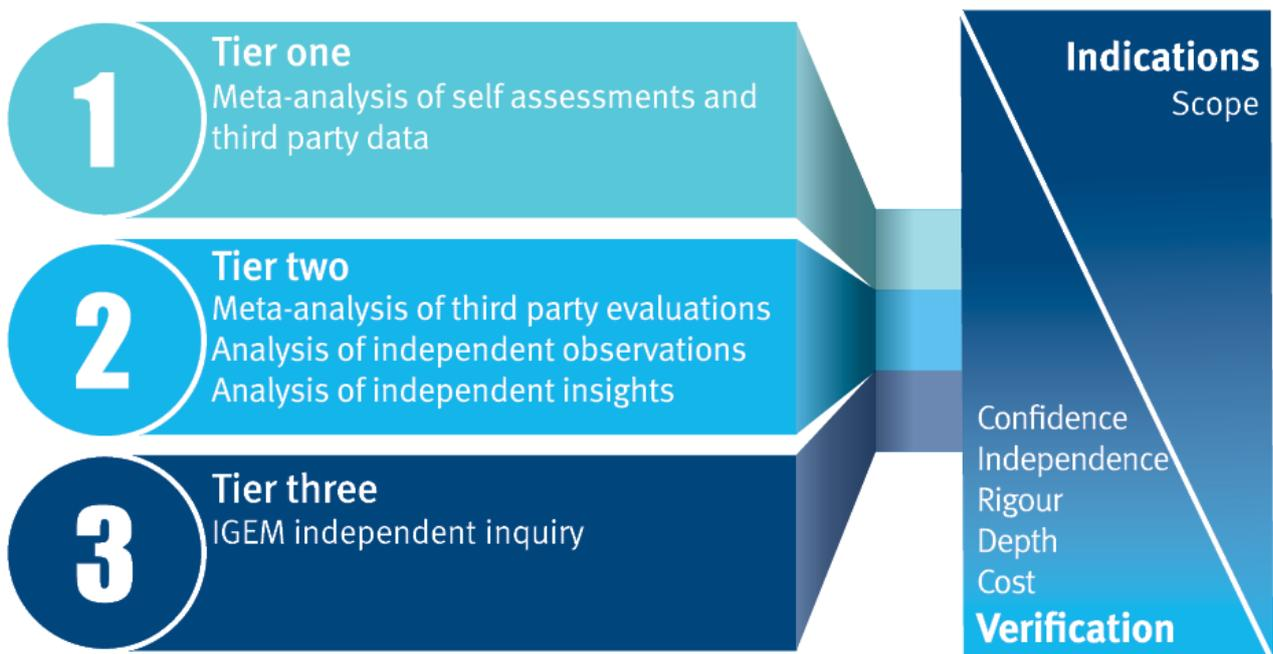 1
Tier one
Meta-analysis of self assessments and
third party data
2
Tier two
Meta-analysis of third party evaluations
Analysis of independent observations
Analysis of independent insights
3
Tier three
IGEM independent inquiry
Indications
Scope
Confidence
Independence
Rigour
Depth
Cost
Verification